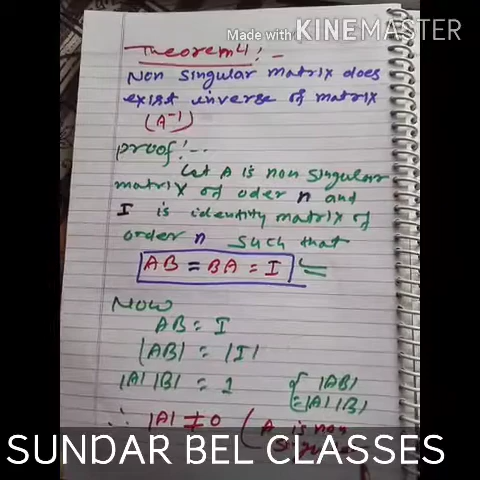 Made with KINEMASTER
Theorem 4!:-
Non singular matrix does
exist inverse of matrix
(A⁻¹)
proof!-..
Let A is non singular
matrix of oder n and
I is identity matrix of
order n such that
AB = BA = I
Now
AB = I
|AB| = |I|
|A| |B| = 1 { |AB|
= |A| |B|
∴ |A| ≠ 0 ( A is non
SUNDAR BEL CLASSES